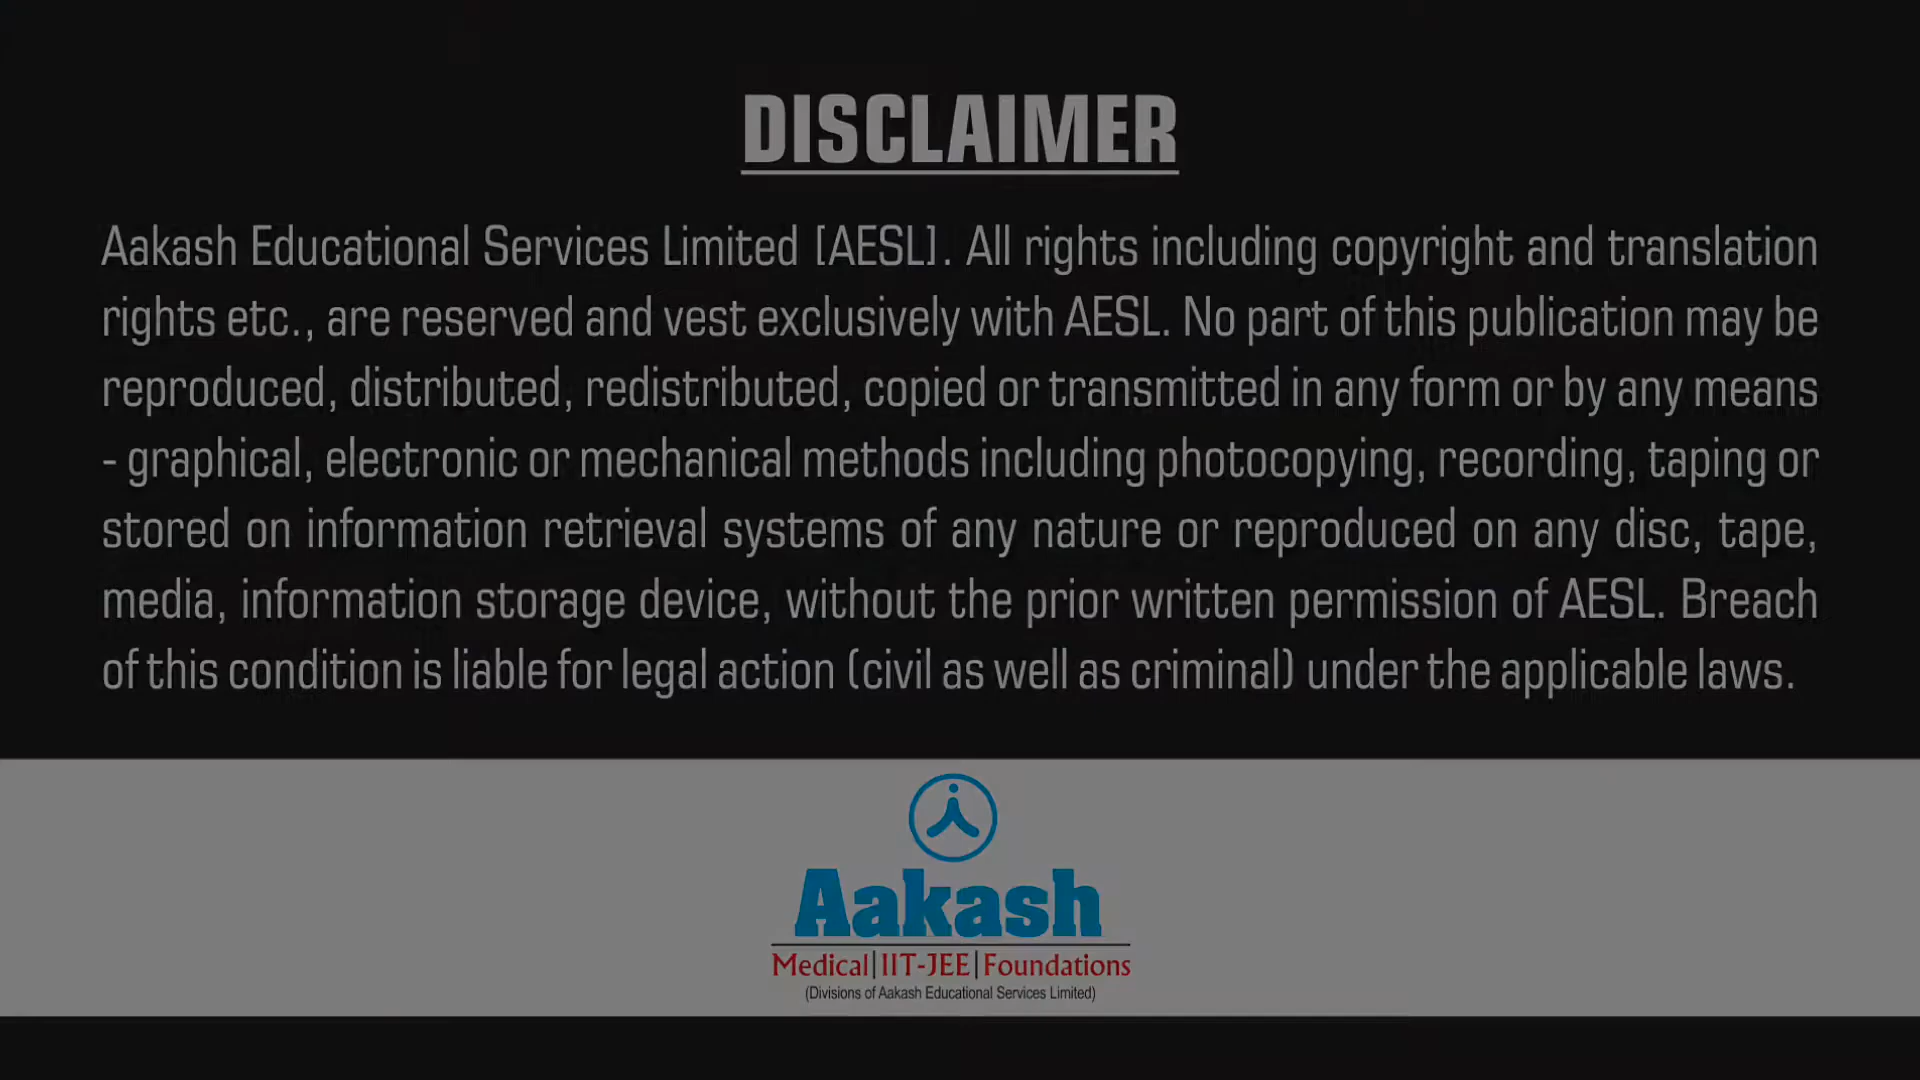 DISCLAIMER
Aakash Educational Services Limited [AESL]. All rights including copyright and translation
rights etc., are reserved and vest exclusively with AESL. No part of this publication may be
reproduced, distributed, redistributed, copied or transmitted in any form or by any means
- graphical, electronic or mechanical methods including photocopying, recording, taping or
stored on information retrieval systems of any nature or reproduced on any disc, tape,
media, information storage device, without the prior written permission of AESL. Breach
of this condition is liable for legal action (civil as well as criminal) under the applicable laws.
Aakash
Medical|IIT-JEE|Foundations
(Divisions of Aakash Educational Services Limited)